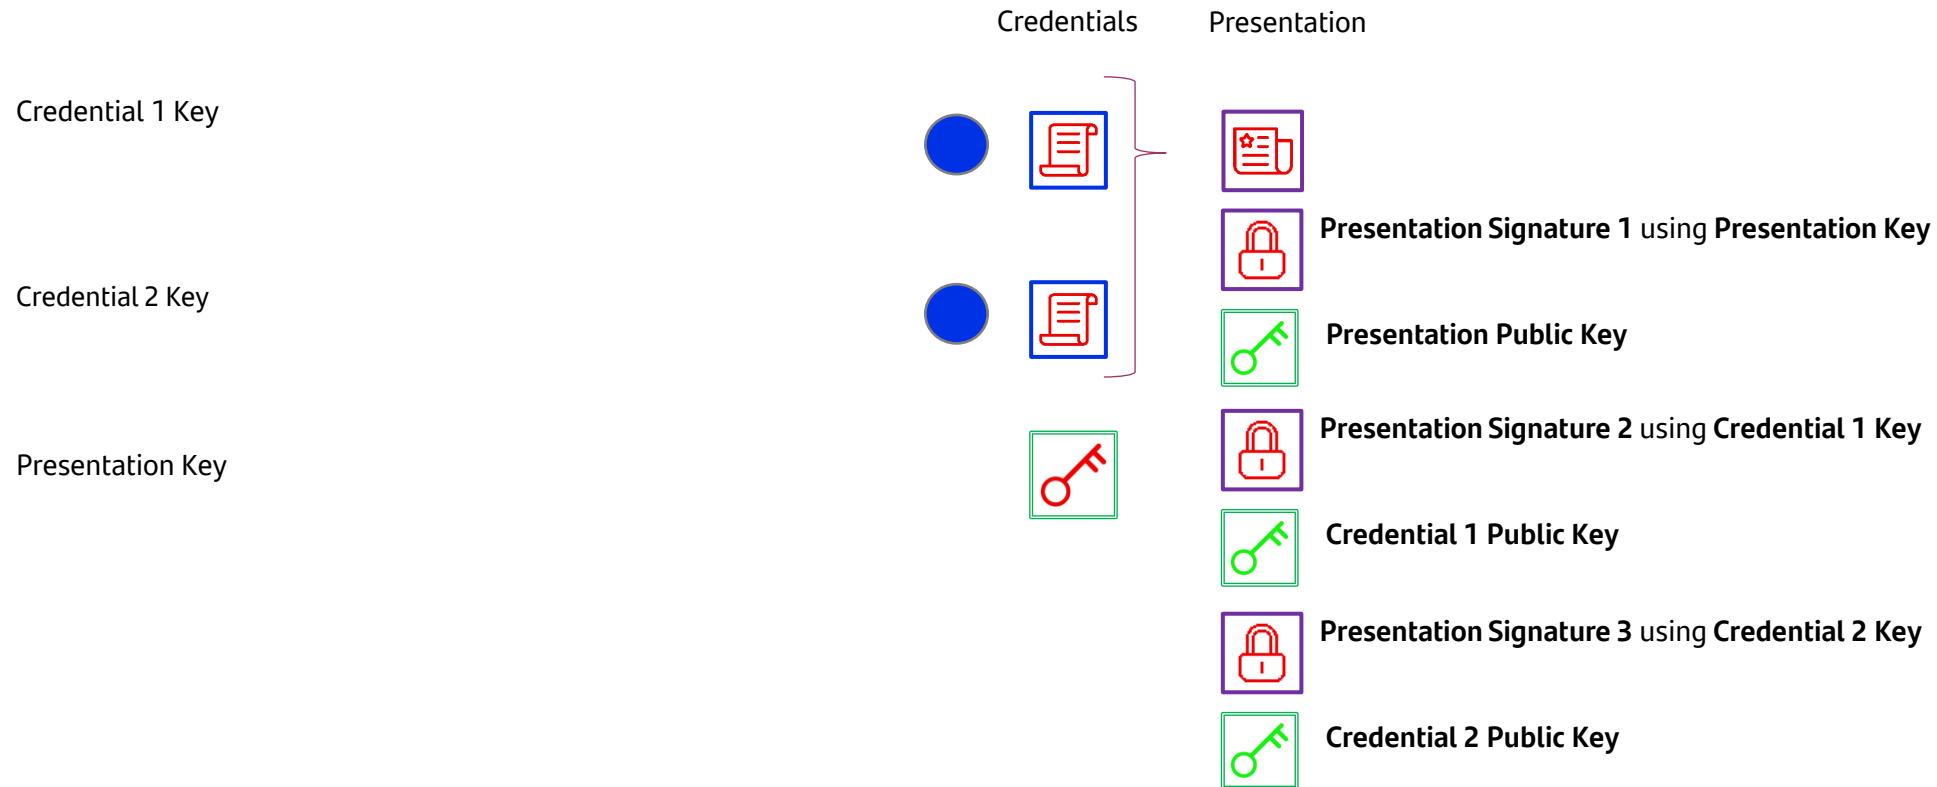 Credentials
Presentation
Credential 1 Key
Presentation Signature 1 using Presentation Key
Credential 2 Key
Presentation Public Key
Presentation Signature 2 using Credential 1 Key
Presentation Key
Credential 1 Public Key
Presentation Signature 3 using Credential 2 Key
Credential 2 Public Key